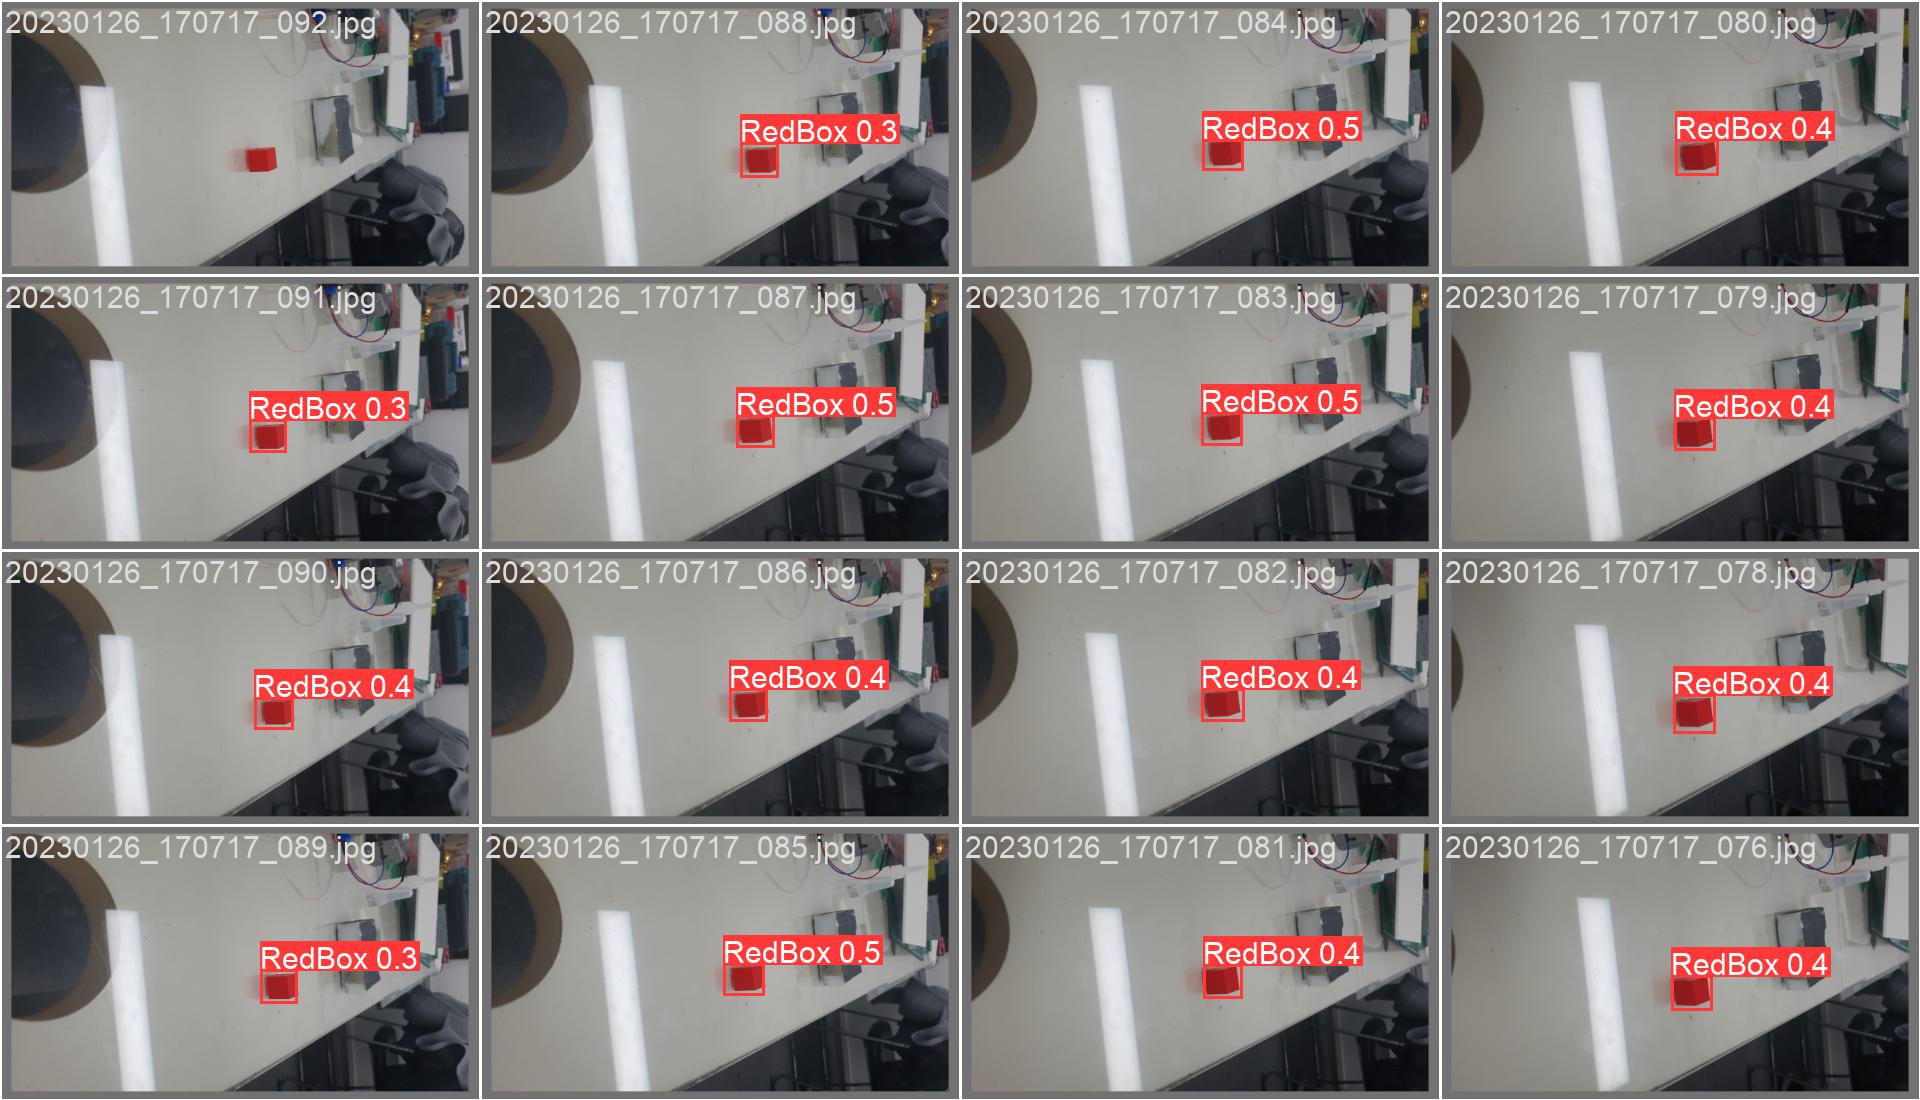 20230126_170717_092.jpg
20230126_170717_088.jpg
RedBox 0.3
20230126_170717_084.jpg
RedBox 0.5
20230126_170717_080.jpg
RedBox 0.4
20230126_170717_091.jpg
RedBox 0.3
20230126_170717_087.jpg
RedBox 0.5
20230126_170717_083.jpg
RedBox 0.5
20230126_170717_079.jpg
RedBox 0.4
20230126_170717_090.jpg
RedBox 0.4
20230126_170717_086.jpg
RedBox 0.4
20230126_170717_082.jpg
RedBox 0.4
20230126_170717_078.jpg
RedBox 0.4
20230126_170717_089.jpg
RedBox 0.3
20230126_170717_085.jpg
RedBox 0.5
20230126_170717_081.jpg
RedBox 0.4
20230126_170717_076.jpg
RedBox 0.4